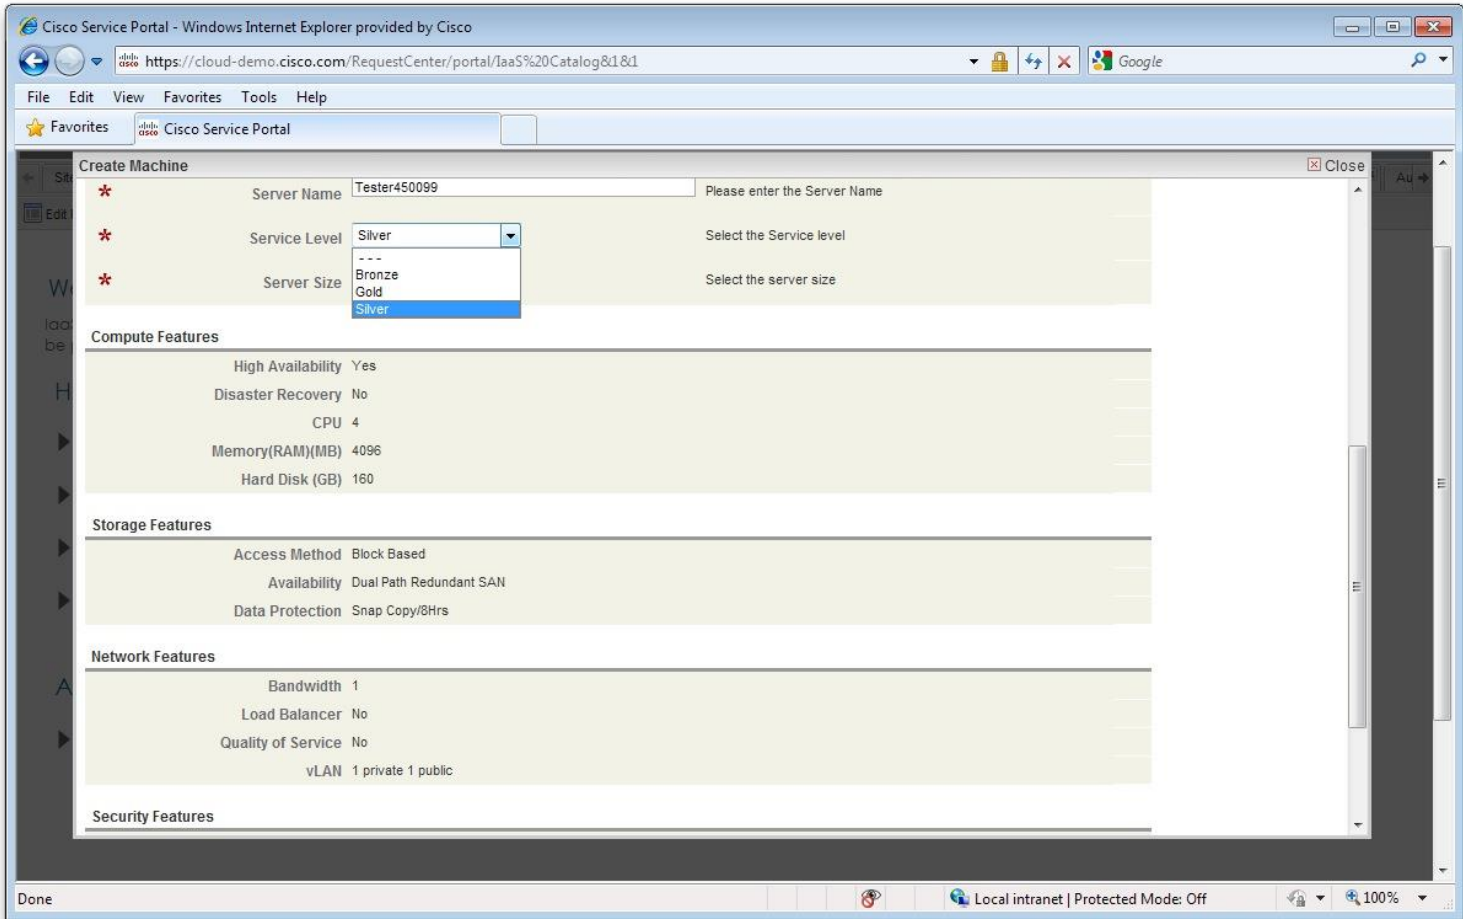 Cisco Service Portal - Windows Internet Explorer provided by Cisco
https://cloud-demo.cisco.com/RequestCenter/portal/IaaS%20Catalog&1&1
Google
File Edit View Favorites Tools Help
Favorites
cisco Cisco Service Portal
Create Machine
Close
Edit
Server Name Tester450099 Please enter the Server Name
Service Level Silver Select the Service level
- - -
Bronze
Gold
Silver
Server Size Select the server size
Compute Features
High Availability Yes
Disaster Recovery No
CPU 4
Memory(RAM)(MB) 4096
Hard Disk (GB) 160
Storage Features
Access Method Block Based
Availability Dual Path Redundant SAN
Data Protection Snap Copy/8Hrs
Network Features
Bandwidth 1
Load Balancer No
Quality of Service No
vLAN 1 private 1 public
Security Features
Done
Local intranet | Protected Mode: Off
100%